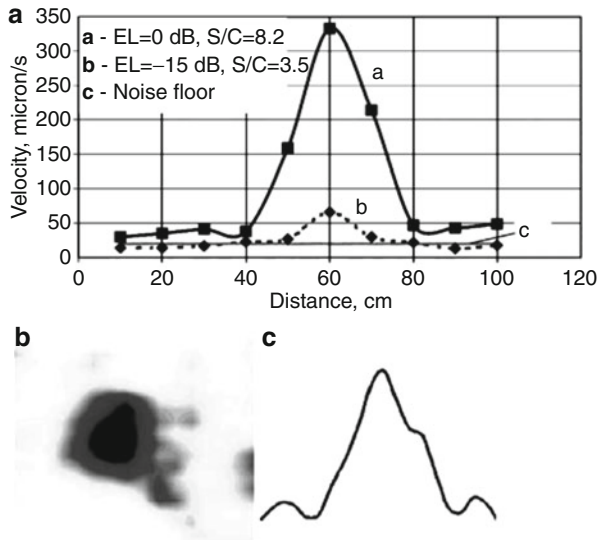 a
a - EL=0 dB, S/C=8.2
b - EL=−15 dB, S/C=3.5
c - Noise floor
Velocity, micron/s
350
300
250
200
150
100
50
0
a
b
c
0 20 40 60 80 100 120
Distance, cm
b
c